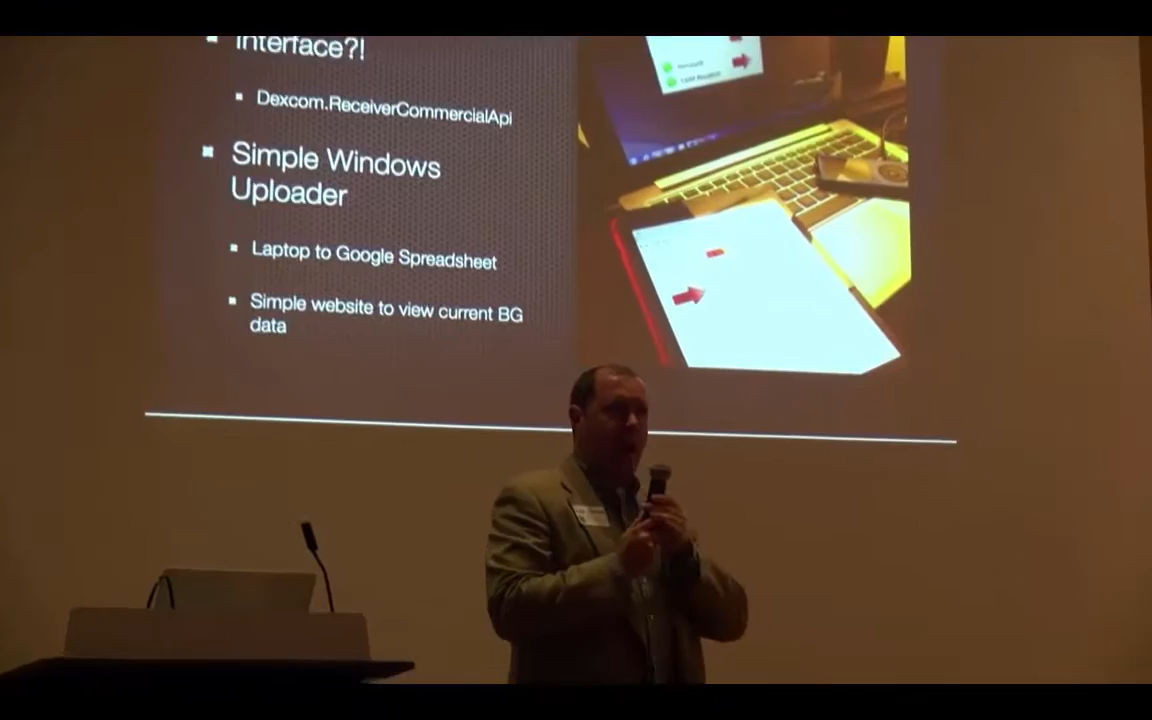 Interface?!
Dexcom.ReceiverCommercialApi
Simple Windows
Uploader
Laptop to Google Spreadsheet
Simple website to view current BG
data